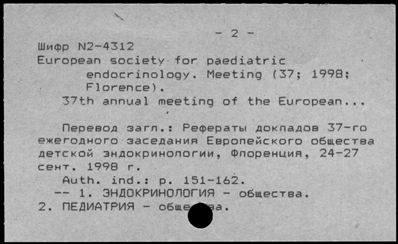 - 2 -
Шифр N2-4312
European society for paediatric
endocrinology. Meeting (37; 1998;
Florence).
37th annual meeting of the European...
Перевод загл.: Рефераты докладов 37-го
ежегодного заседания Европейского общества
детской эндокринологии, Флоренция, 24-27
сент. 1998 г.
Auth. ind.: p. 151-162.
-- 1. ЭНДОКРИНОЛОГИЯ - общества.
2. ПЕДИАТРИЯ -